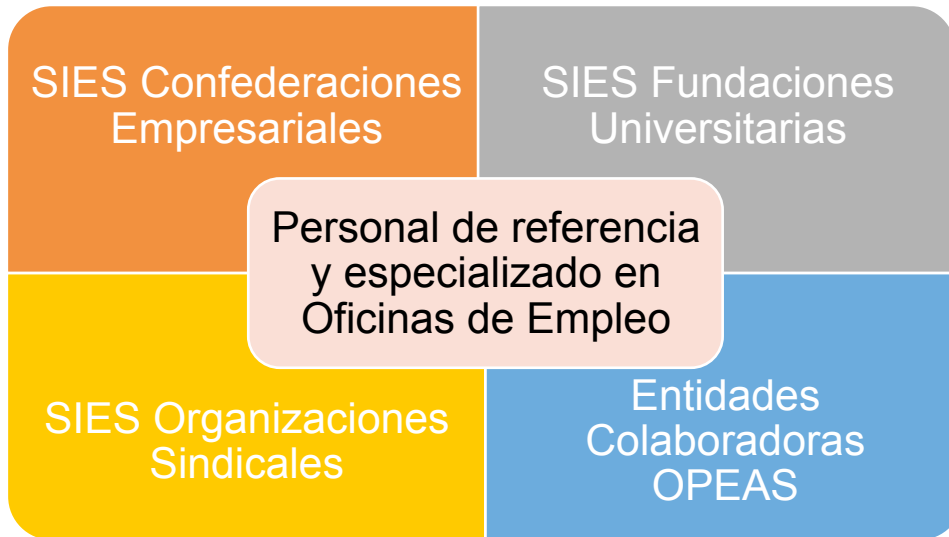 SIES Confederaciones
Empresariales
SIES Fundaciones
Universitarias
Personal de referencia
y especializado en
Oficinas de Empleo
SIES Organizaciones
Sindicales
Entidades
Colaboradoras
OPEAS